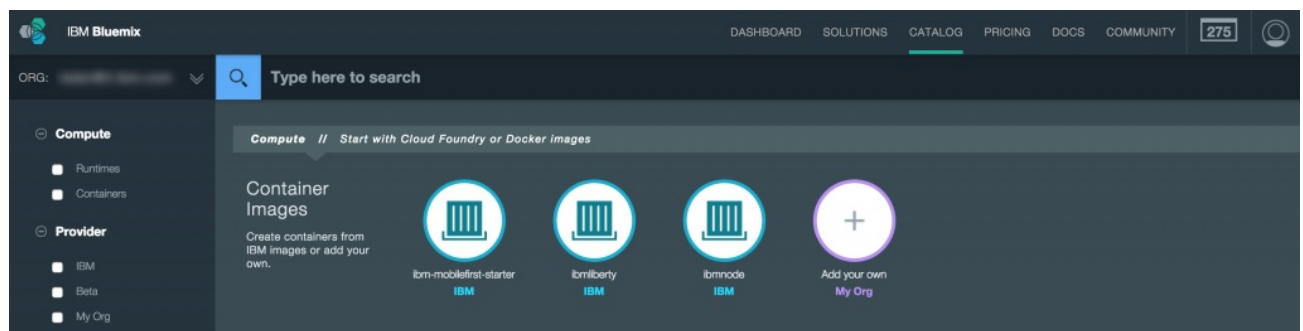 IBM Bluemix
DASHBOARD SOLUTIONS CATALOG PRICING DOCS COMMUNITY 275
ORG:
Type here to search
Compute
Runtimes
Containers
Provider
IBM
Beta
My Org
Compute // Start with Cloud Foundry or Docker images
Container
Images
Create containers from
IBM images or add your
own.
ibm-mobilefirst-starter
IBM
ibmliberty
IBM
ibmnode
IBM
Add your own
My Org